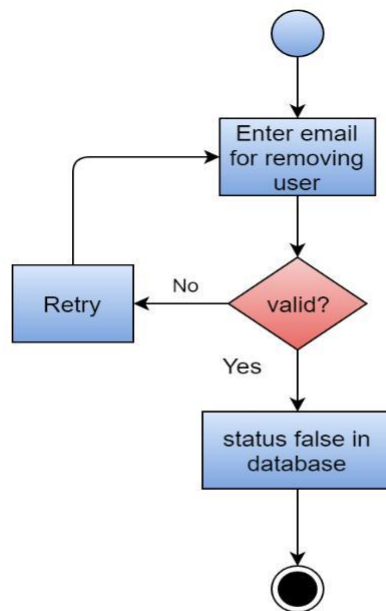 Enter email
for removing
user
No
Retry
valid?
Yes
status false in
database